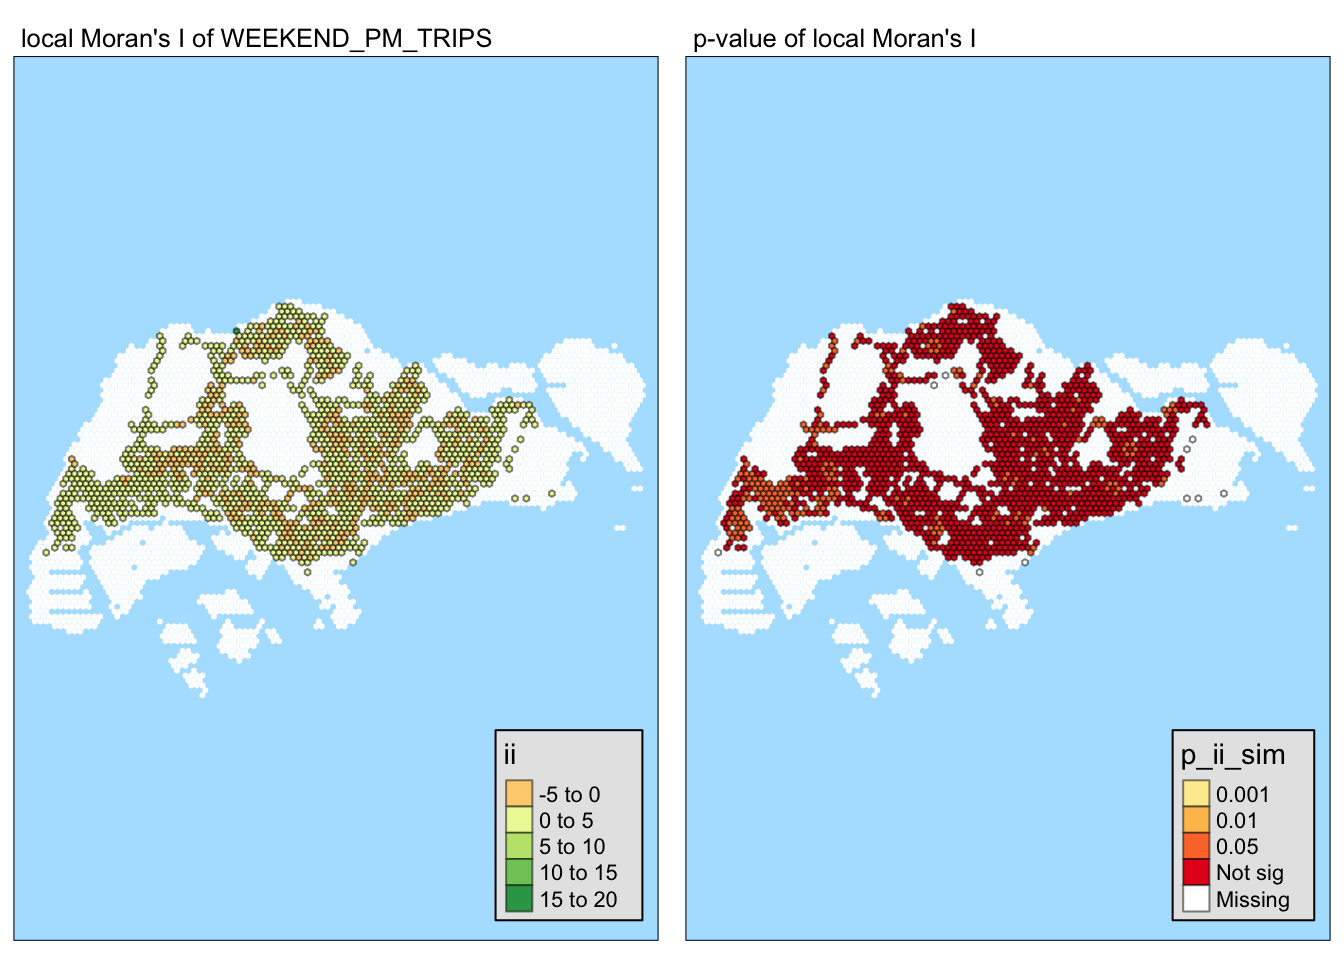 local Moran's I of WEEKEND_PM_TRIPS
p-value of local Moran's I
ii
-5 to 0
0 to 5
5 to 10
10 to 15
15 to 20
p_ii_sim
0.001
0.01
0.05
Not sig
Missing